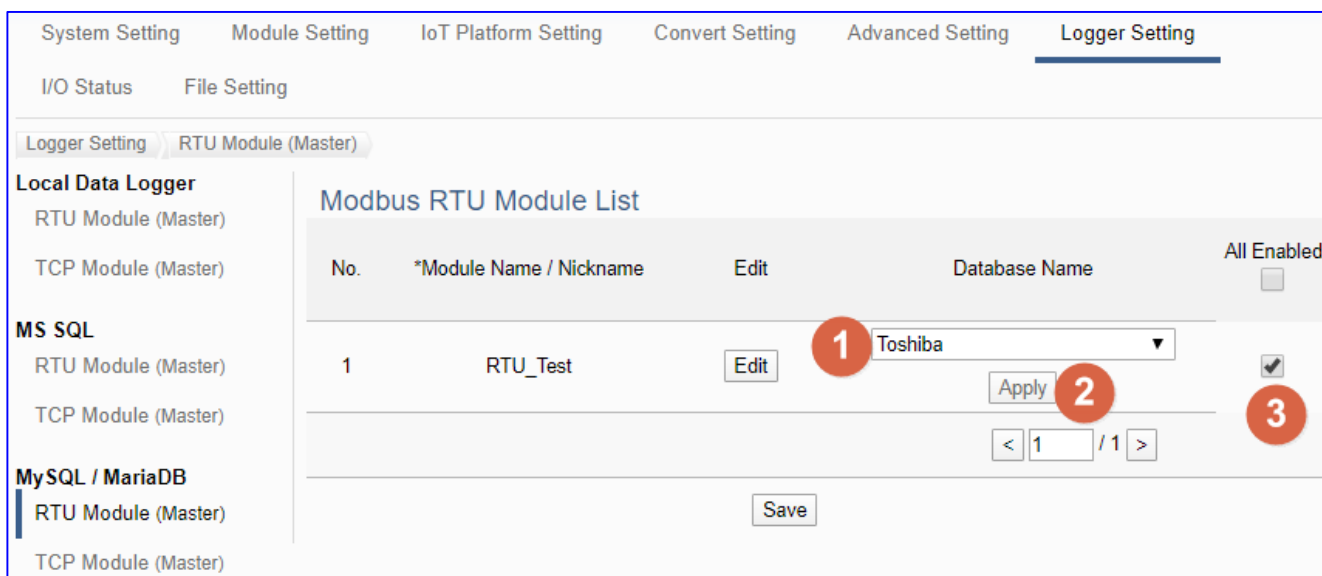 System Setting Module Setting IoT Platform Setting Convert Setting Advanced Setting Logger Setting
I/O Status File Setting
Logger Setting RTU Module (Master)
Local Data Logger
RTU Module (Master)
TCP Module (Master)
MS SQL
RTU Module (Master)
TCP Module (Master)
MySQL / MariaDB
RTU Module (Master)
TCP Module (Master)
Modbus RTU Module List
No. *Module Name / Nickname Edit Database Name All Enabled
1 RTU_Test Edit 1 Toshiba ▼
Apply 2 3
< 1 / 1 >
Save